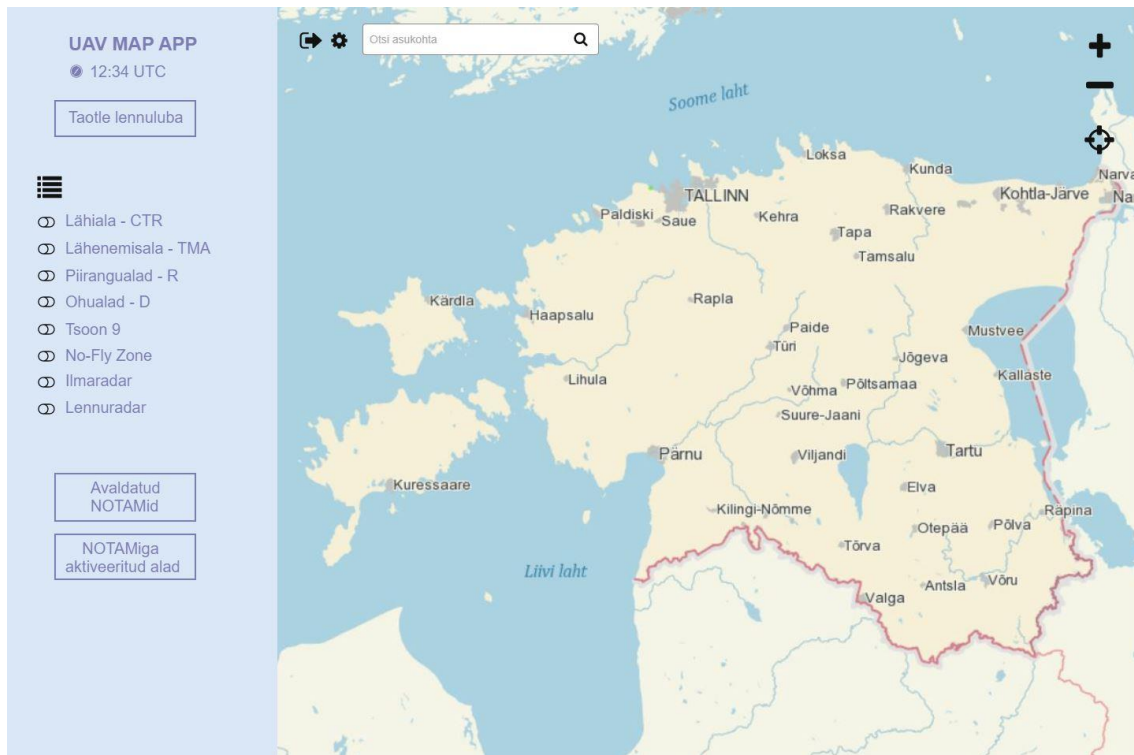 UAV MAP APP
12:34 UTC
Taotle lennuluba
Lähiala - CTR
Lähenemisala - TMA
Piirangualad - R
Ohualad - D
Tsoon 9
No-Fly Zone
Ilmaradar
Lennuradar
Avaldatud
NOTAMid
NOTAMiga
aktiveeritud alad
Otsi asukohta
Soome laht
Loksa
Kunda
Narva
TALLINN
Kohtla-Järve
Na
Paldiski
Saue
Kehra
Rakvere
Tapa
Tamsalu
Kärdla
Rapla
Haapsalu
Paide
Mustvee
Türi
Jõgeva
Lihula
Kallaste
Võhma
Põltsamaa
Suure-Jaani
Pärnu
Viljandi
Tartu
Kuressaare
Elva
Kilingi-Nõmme
Räpina
Otepää
Põlva
Tõrva
Liivi laht
Antsla
Võru
Valga